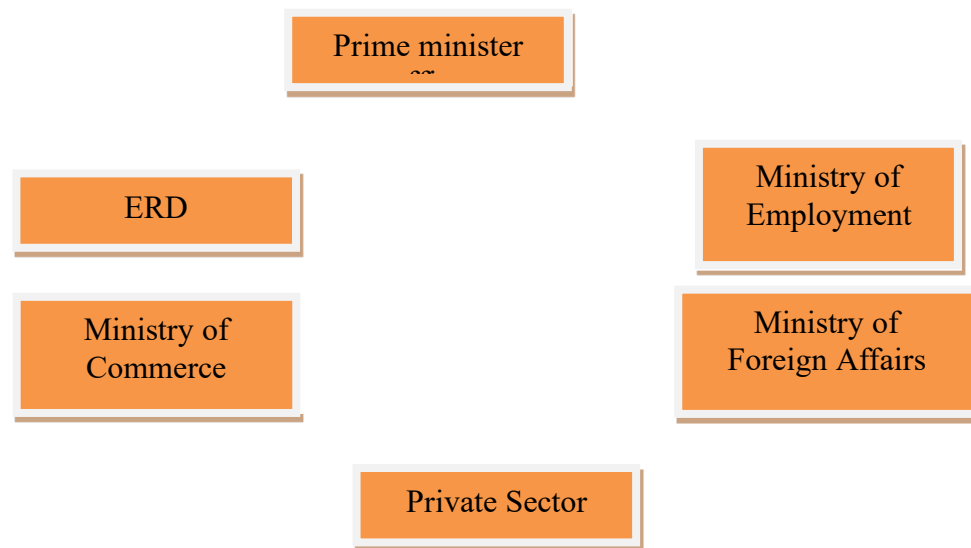 Prime minister
ERD
Ministry of
Employment
Ministry of
Commerce
Ministry of
Foreign Affairs
Private Sector